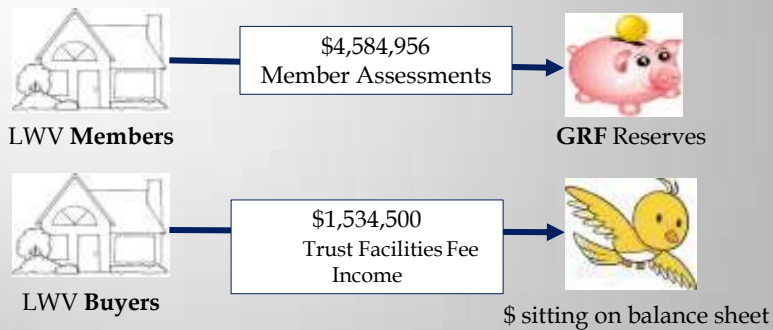 $4,584,956
Member Assessments
LWV Members
GRF Reserves
$1,534,500
Trust Facilities Fee
Income
LWV Buyers
$ sitting on balance sheet